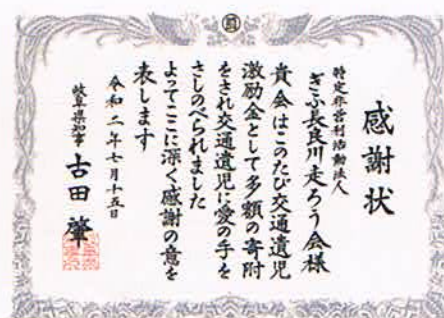 感謝状
特定非営利活動法人
ぎふ長良川走ろう会様
貴会はこのたび交通遺児
激励金として多額の寄附
をされ交通遺児に愛の手を
さしのべられました
よってここに深く感謝の意を
表します
令和二年七月十五日
岐阜県知事 古田 肇